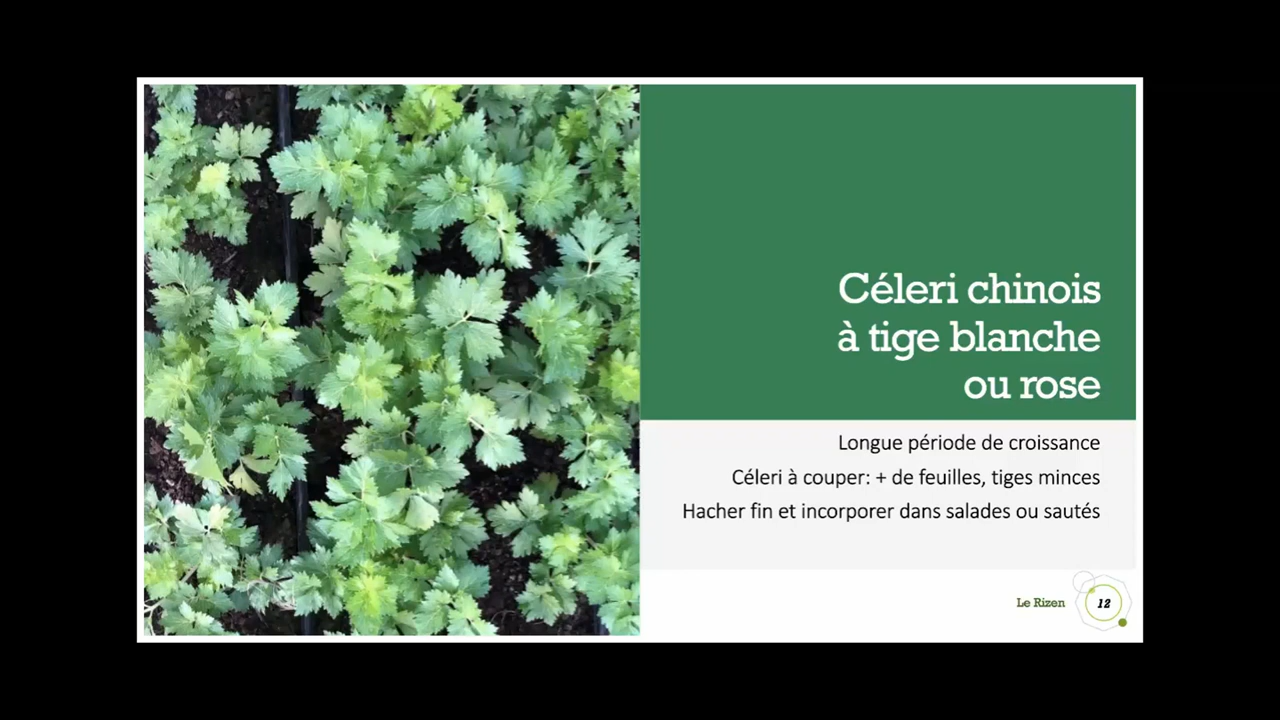 Céleri chinois
à tige blanche
ou rose
Longue période de croissance
Céleri à couper: + de feuilles, tiges minces
Hacher fin et incorporer dans salades ou sautés
Le Rizen
12